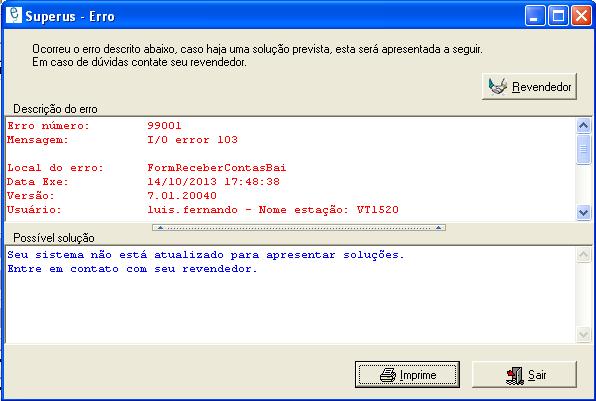 Superus - Erro
Ocorreu o erro descrito abaixo, caso haja uma solução prevista, esta será apresentada a seguir.
Em caso de dúvidas contate seu revendedor.
Revendedor
Descrição do erro
Erro número: 99001
Mensagem: I/O error 103
Local do erro: FormReceberContasBai
Data Exe: 14/10/2013 17:48:38
Versão: 7.01.20040
Usuário: luis.fernando - Nome estação: VT1520
Possível solução
Seu sistema não está atualizado para apresentar soluções.
Entre em contato com seu revendedor.
Imprime
Sair